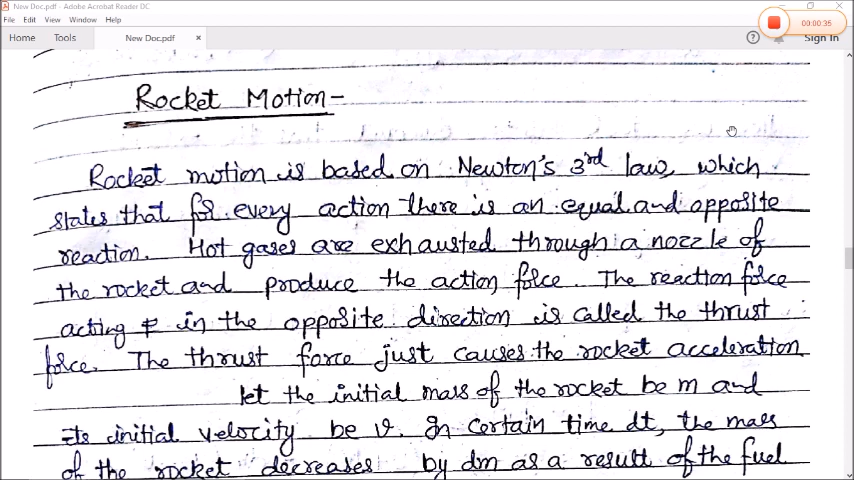 New Doc.pdf - Adobe Acrobat Reader DC
File Edit View Window Help
Home Tools New Doc.pdf × 00:00:35 Sign In
Rocket Motion-
Rocket motion is based on Newton's 3rd law, which
states that for every action there is an equal and opposite
reaction. Hot gases are exhausted through a nozzle of
the rocket and produce the action force. The reaction force
acting in the opposite direction is called the thrust
force. The thrust force just causes the rocket acceleration
let the initial mass of the rocket be m and
its initial velocity be v. In certain time dt, the mass
of the rocket decreases by dm as a result of the fuel